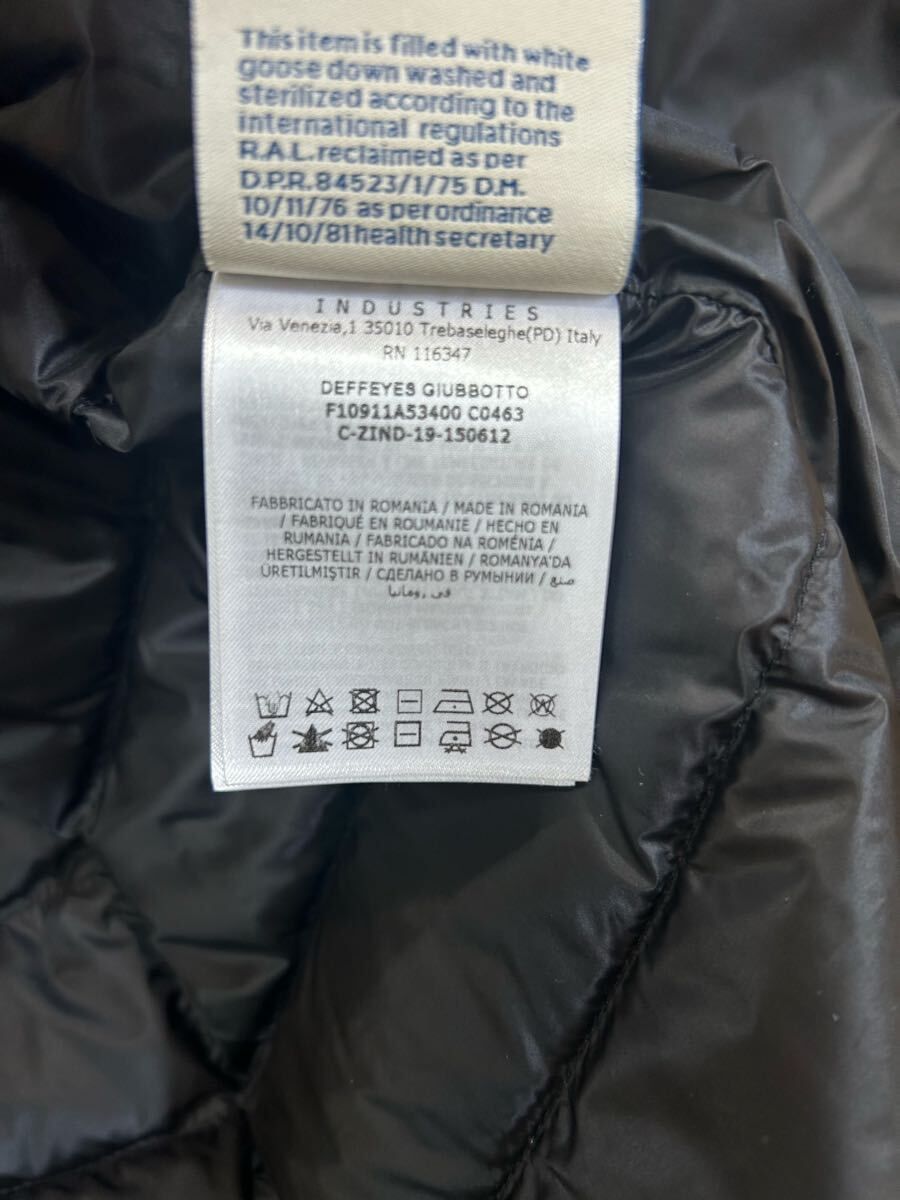 This item is filled with white
goose down washed and
sterilized according to the
international regulations
R.A.L. reclaimed as per
D.P.R. 84523/1/75 D.M.
10/11/76 as per ordinance
14/10/81 health secretary
INDUSTRIES
Via Venezia,1 35010 Trebaseleghe(PD) Italy
RN 116347
DEFFEYES GIUBBOTTO
F10911A53400 C0463
C-ZIND-19-150612
FABBRICATO IN ROMANIA / MADE IN ROMANIA
/ FABRIQUÉ EN ROUMANIE / HECHO EN
RUMANIA / FABRICADO NA ROMÉNIA /
HERGESTELLT IN RUMÄNIEN / ROMANYA'DA
ÜRETILMIŞTIR / СДЕЛАНО В РУМЫНИИ / صنع
في رومانيا